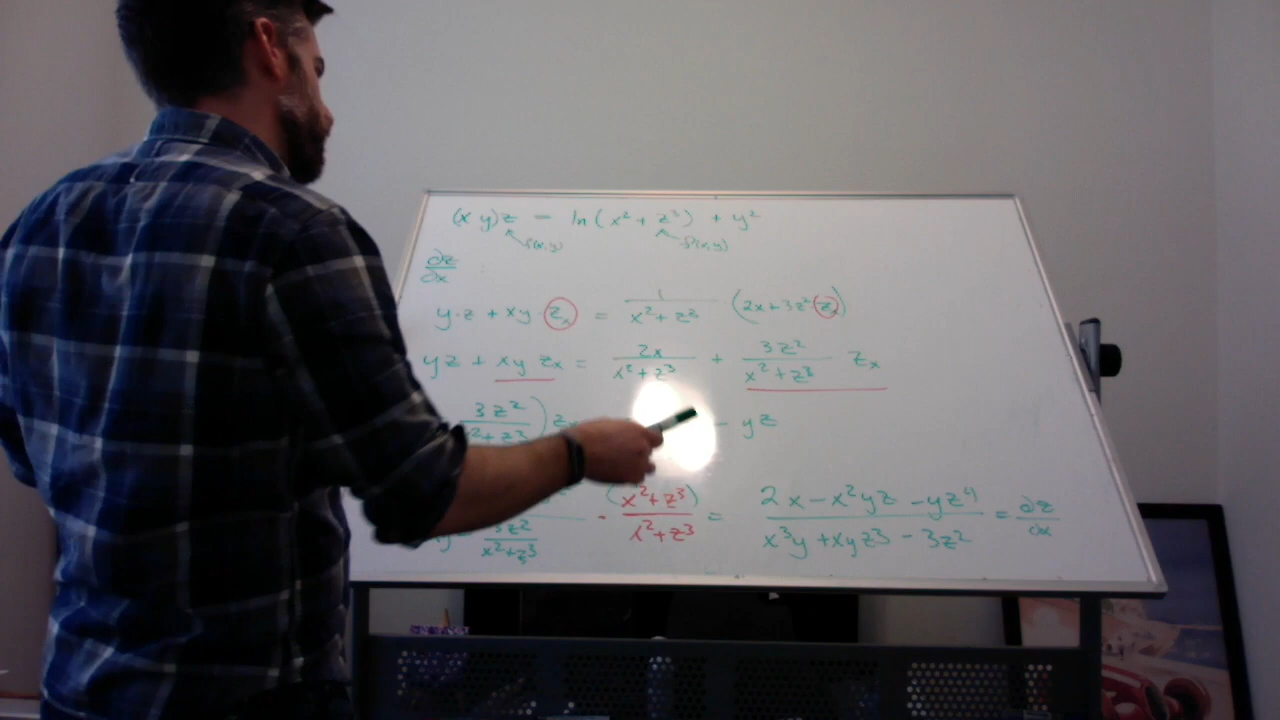 (x y)z = ln(x² + z³) + y²
f(x,y) f(x,y)
∂z/∂x
y·z + xy z_x = 1/(x² + z³) (2x + 3z² z_x)
yz + xy z_x = 2x/(x² + z³) + 3z²/(x² + z³) z_x
3z²/(x² + z³)) z_x - yz
3z²/(x² + z³) · (x² + z³)/(x² + z³) = (2x - x²yz - yz⁴)/(x³y + xyz³ - 3z²) = ∂z/∂x